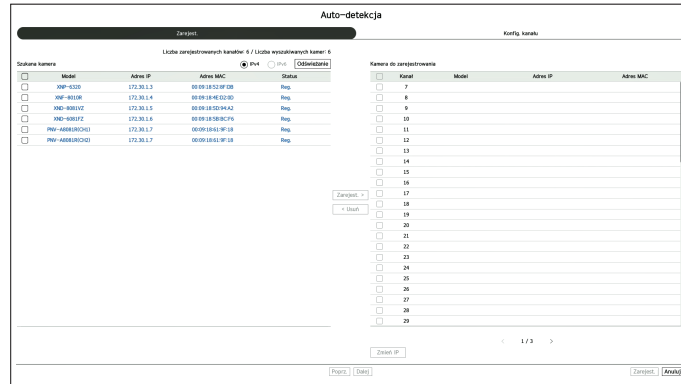 Auto-detekcja
Zarejest. Konfig. kanału
Liczba zarejestrowanych kanałów: 6 / Liczba wyszukiwanych kamer: 6
Szukana kamera IPv4 IPv6 Odświeżanie
Model Adres IP Adres MAC Status
XNP-6320 172.30.1.3 00:09:18:52:8F:DB Reg.
XNF-8010R 172.30.1.4 00:09:18:4E:D2:0D Reg.
XND-8081VZ 172.30.1.5 00:09:18:5D:94:A2 Reg.
XND-6081FZ 172.30.1.6 00:09:18:5B:BC:F6 Reg.
PNV-A8081R(CH1) 172.30.1.7 00:09:18:61:9F:18 Reg.
PNV-A8081R(CH2) 172.30.1.7 00:09:18:61:9F:18 Reg.
Zarejest. >
< Usuń
Kamera do zarejestrowania
Kanał Model Adres IP Adres MAC
7
8
9
10
11
12
13
14
15
16
17
18
19
20
21
22
23
24
25
26
27
28
29
< 1 / 3 >
Zmień IP
Poprz. Dalej
Zarejest. Anuluj